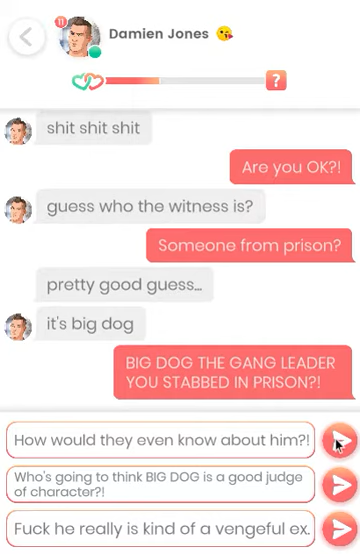 Damien Jones
11
?
shit shit shit
Are you OK?!
guess who the witness is?
Someone from prison?
pretty good guess...
it's big dog
BIG DOG THE GANG LEADER
YOU STABBED IN PRISON?!
How would they even know about him?!
Who's going to think BIG DOG is a good judge
of character?!
Fuck he really is kind of a vengeful ex.